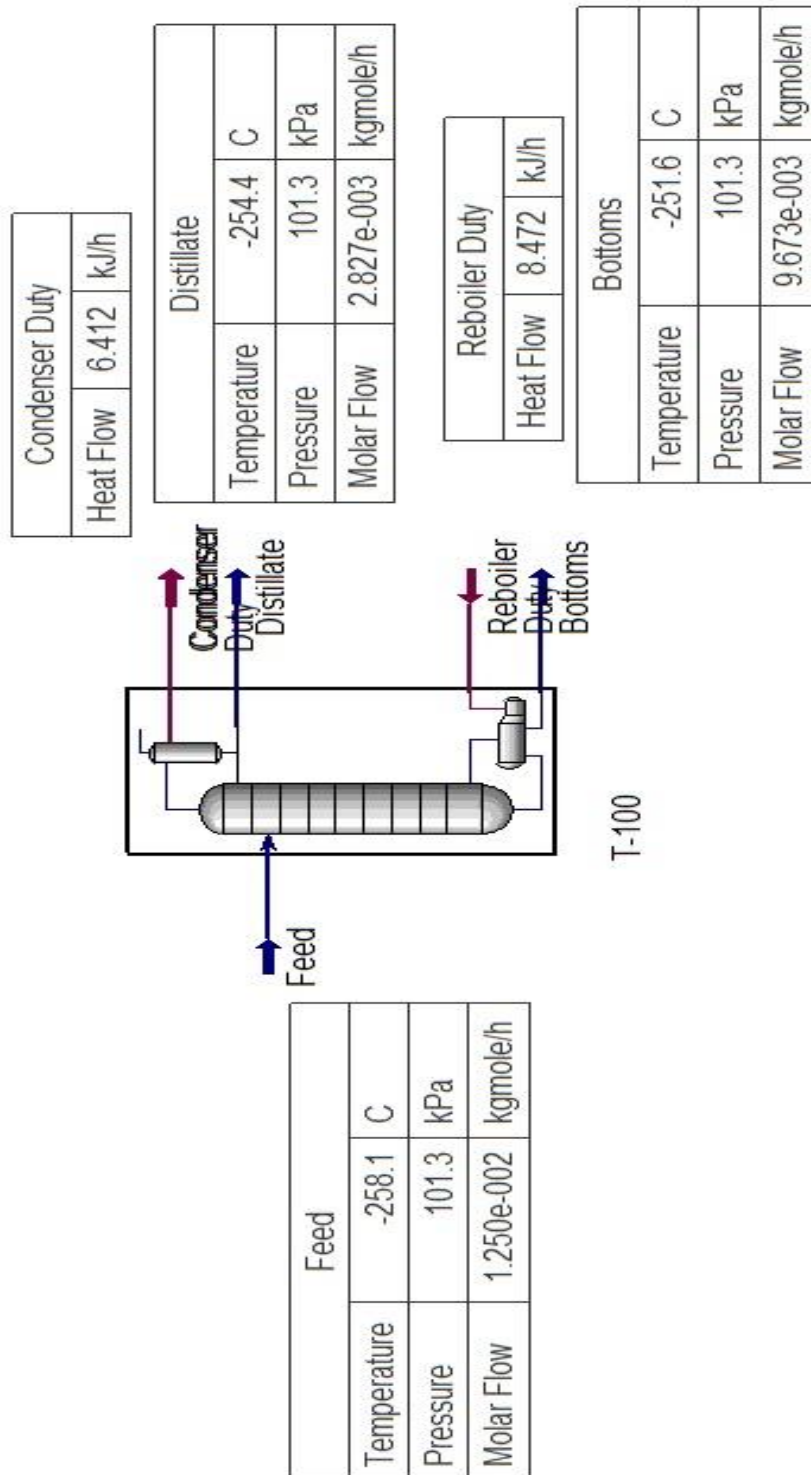 Condenser Duty
Heat Flow 6.412 kJ/h
Distillate
Temperature -254.4 C
Pressure 101.3 kPa
Molar Flow 2.827e-003 kgmole/h
Reboiler Duty
Heat Flow 8.472 kJ/h
Bottoms
Temperature -251.6 C
Pressure 101.3 kPa
Molar Flow 9.673e-003 kgmole/h
Condenser
Duty
Distillate
Reboiler
Duty
Bottoms
T-100
Feed
Feed
Temperature -258.1 C
Pressure 101.3 kPa
Molar Flow 1.250e-002 kgmole/h